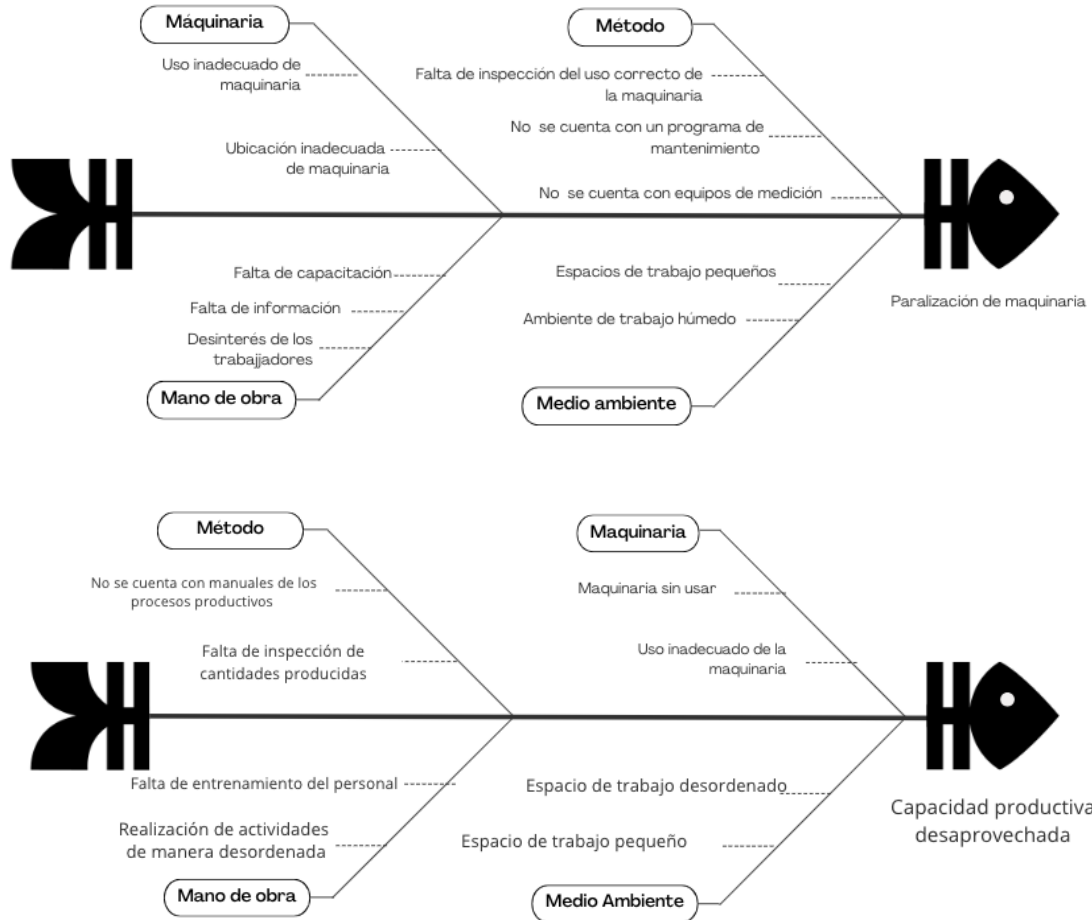 Máquinaria
Método
Uso inadecuado de
maquinaria
Falta de inspección del uso correcto de
la maquinaria
No se cuenta con un programa de
mantenimiento
Ubicación inadecuada
de maquinaria
No se cuenta con equipos de medición
Falta de capacitación
Falta de información
Desinterés de los
trabajjadores
Mano de obra
Espacios de trabajo pequeños
Ambiente de trabajo húmedo
Medio ambiente
Paralización de maquinaria
Método
Maquinaria
No se cuenta con manuales de los
procesos productivos
Falta de inspección de
cantidades producidas
Maquinaria sin usar
Uso inadecuado de la
maquinaria
Falta de entrenamiento del personal
Realización de actividades
de manera desordenada
Mano de obra
Espacio de trabajo desordenado
Espacio de trabajo pequeño
Medio Ambiente
Capacidad productiva
desaprovechada